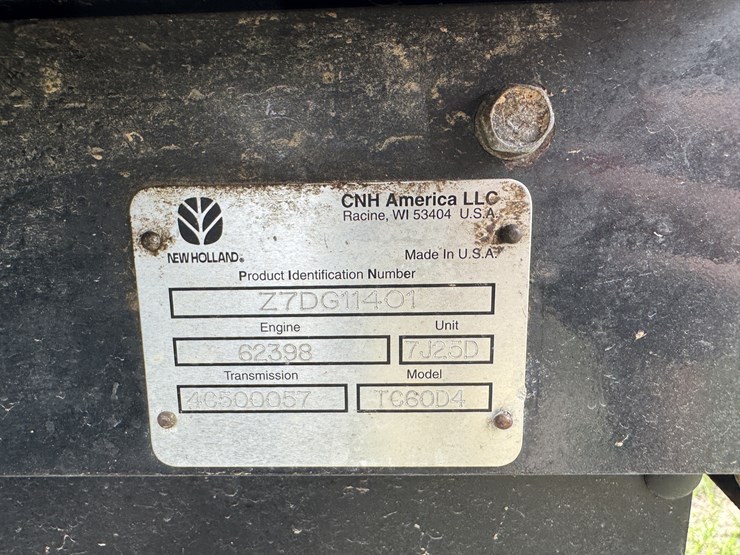 CNH America LLC
Racine, WI 53404 U.S.A.
NEW HOLLAND®
Made In U.S.A.
Product Identification Number
Z7DG11401
Engine
Unit
62398
7J25D
Transmission
Model
4C500057
TC60D4